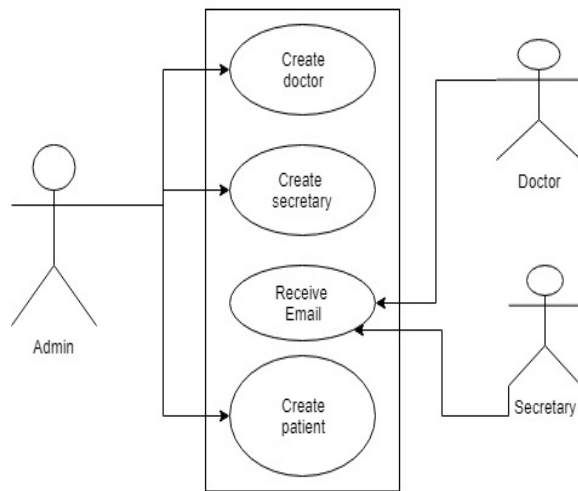 Create
doctor
Create
secretary
Receive
Email
Create
patient
Admin
Doctor
Secretary